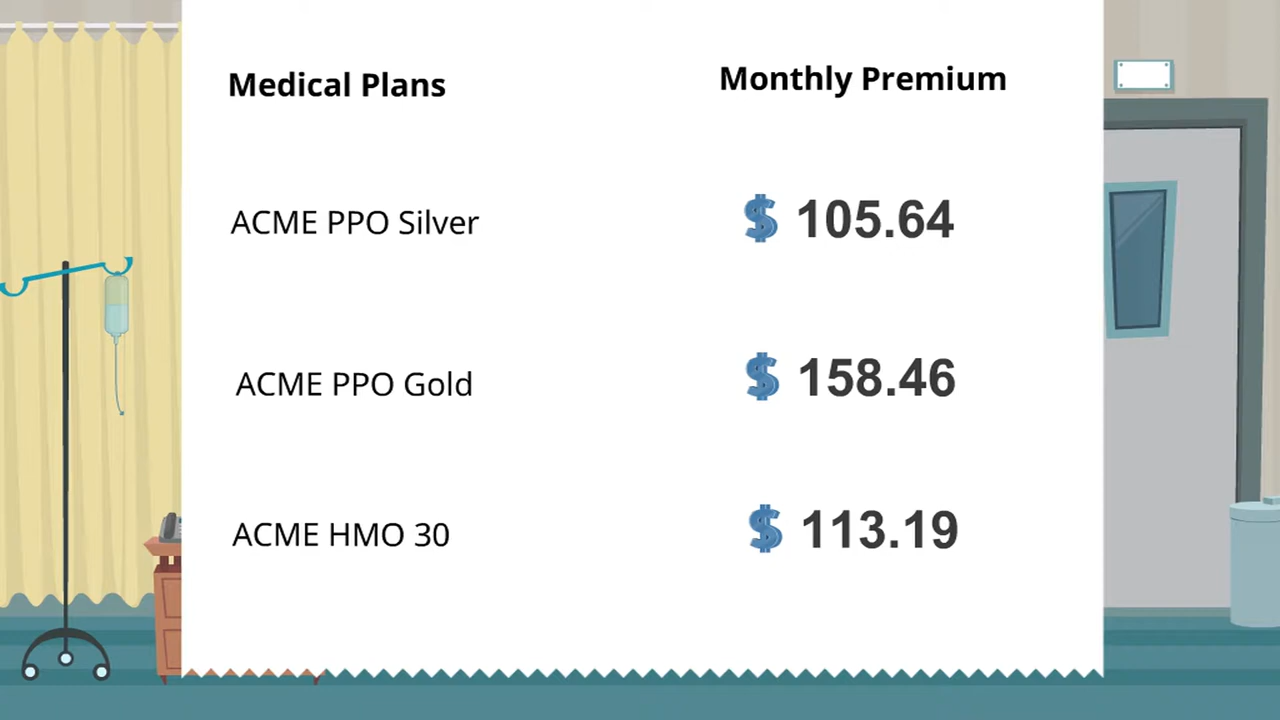 Medical Plans Monthly Premium
ACME PPO Silver $ 105.64
ACME PPO Gold $ 158.46
ACME HMO 30 $ 113.19